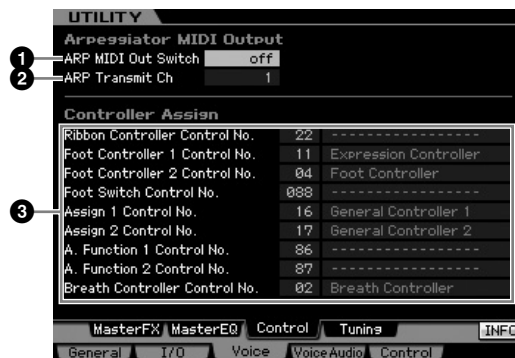 UTILITY
Arpeggiator MIDI Output
1 ARP MIDI Out Switch off
2 ARP Transmit Ch 1
Controller Assign
Ribbon Controller Control No. 22 -----------------
Foot Controller 1 Control No. 11 Expression Controller
Foot Controller 2 Control No. 04 Foot Controller
Foot Switch Control No. 088 -----------------
3 Assign 1 Control No. 16 General Controller 1
Assign 2 Control No. 17 General Controller 2
A. Function 1 Control No. 86 -----------------
A. Function 2 Control No. 87 -----------------
Breath Controller Control No. 02 Breath Controller
MasterFX MasterEQ Control Tuning INFO
General I/O Voice VoiceAudio Control